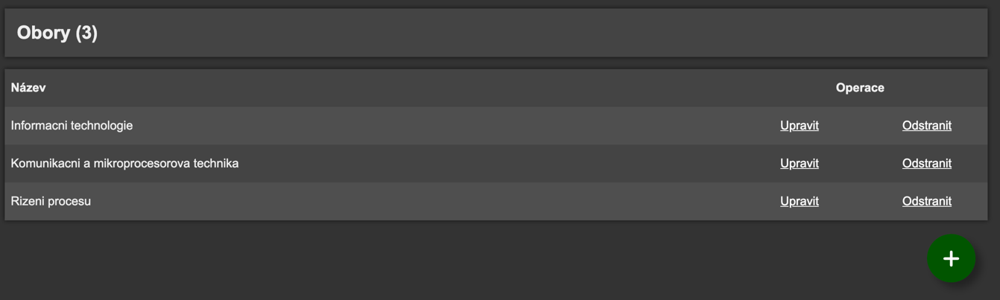 Obory (3)
Název Operace
Informacni technologie Upravit Odstranit
Komunikacni a mikroprocesorova technika Upravit Odstranit
Rizeni procesu Upravit Odstranit
+